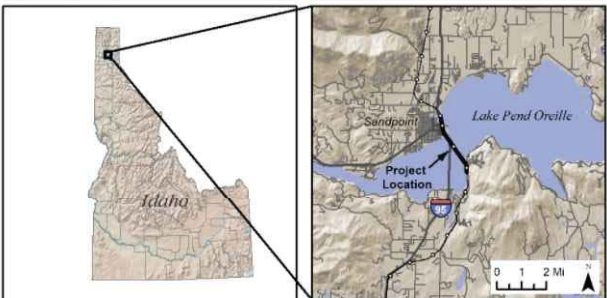 Idaho
Sandpoint
Lake Pend Oreille
Project
Location
95
0 1 2 Mi
N